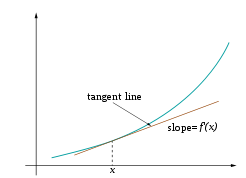 tangent line
slope= f'(x)
x